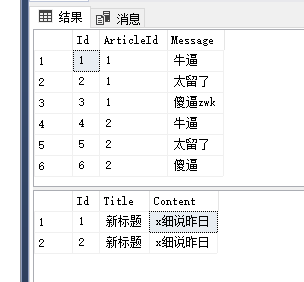 结果 消息
Id ArticleId Message
1 1 1 牛逼
2 2 1 太留了
3 3 1 傻逼zwk
4 4 2 牛逼
5 5 2 太留了
6 6 2 傻逼
Id Title Content
1 1 新标题 x细说昨日
2 2 新标题 x细说昨日